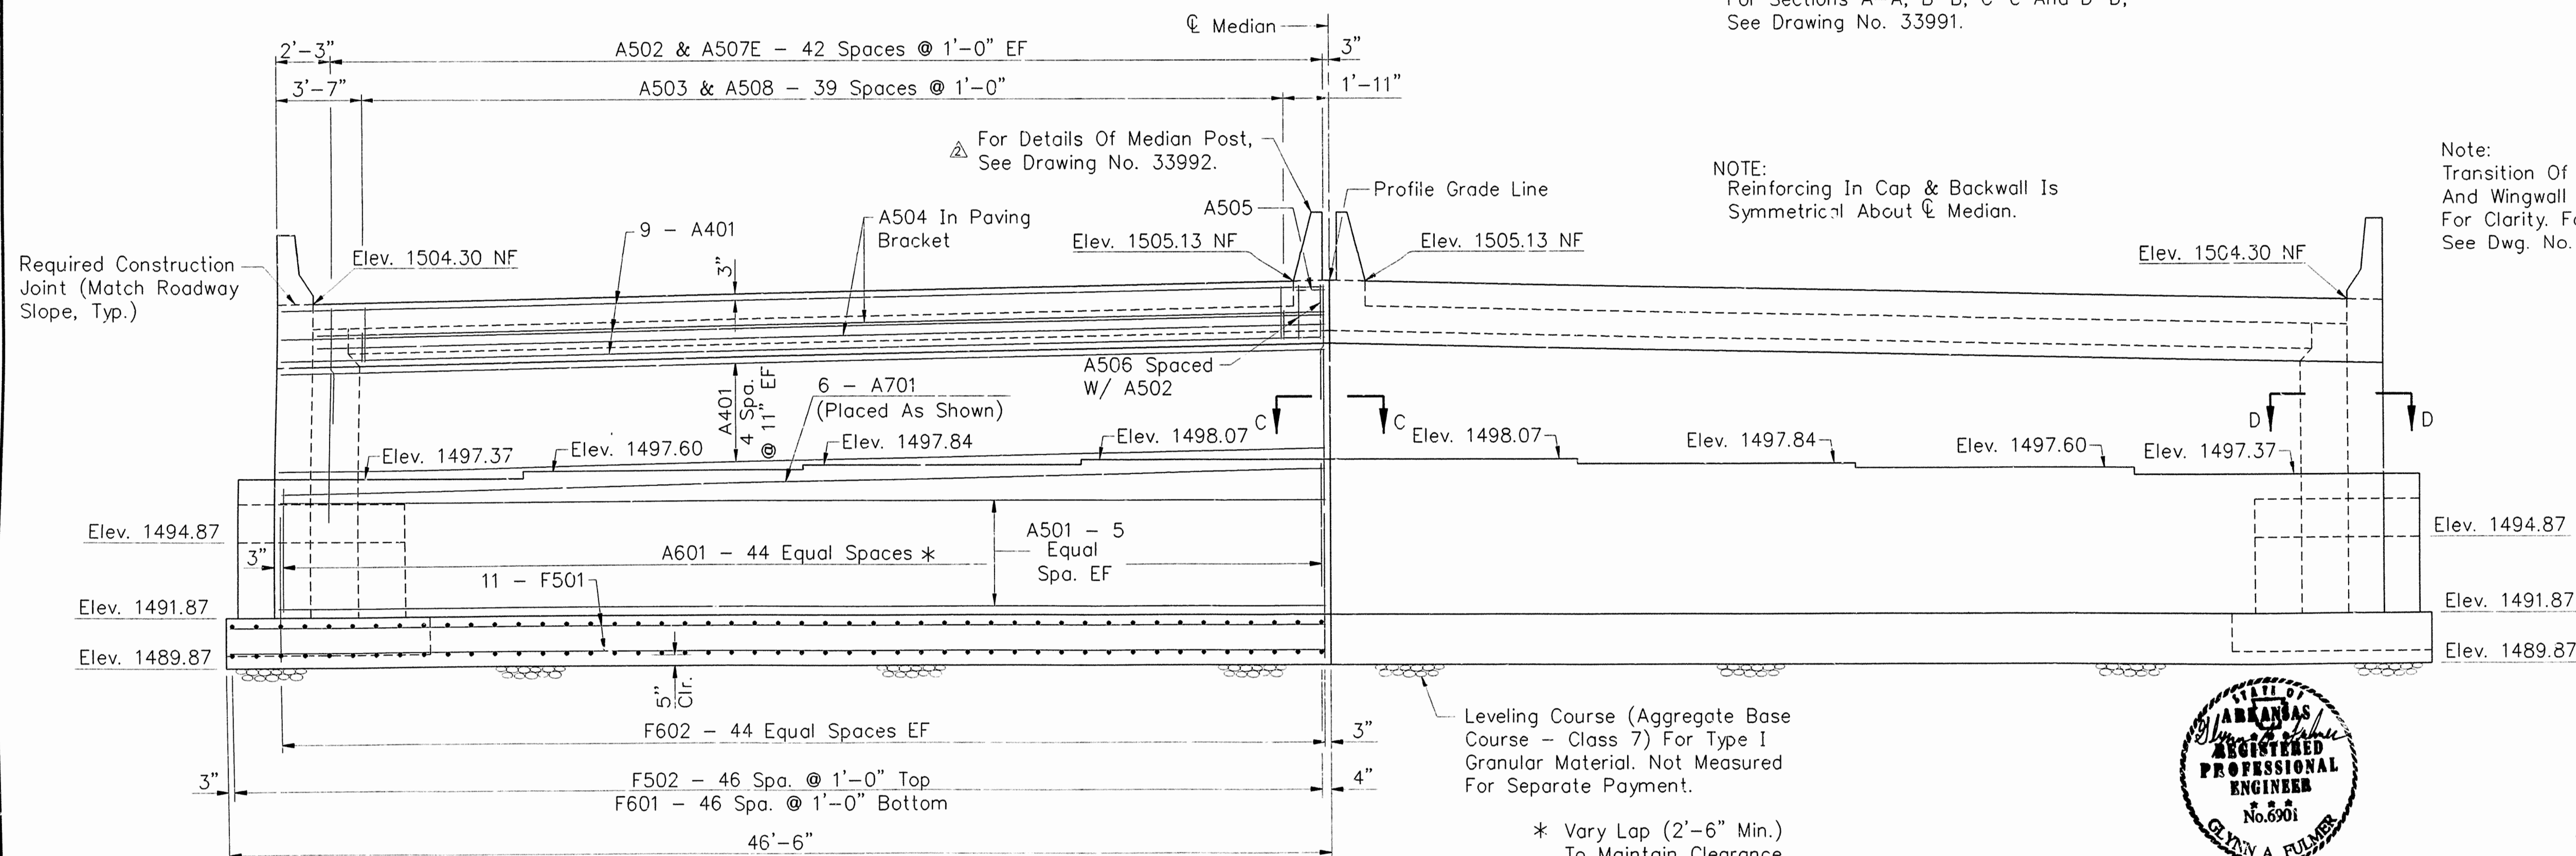 For Sections A-A, B-B, C-C And D-D,
See Drawing No. 33991.
℄ Median
2'-3"
A502 & A507E - 42 Spaces @ 1'-0" EF
3"
3'-7"
A503 & A508 - 39 Spaces @ 1'-0"
1'-11"
2
For Details Of Median Post,
See Drawing No. 33992.
NOTE:
Reinforcing In Cap & Backwall Is
Symmetrical About ℄ Median.
Note:
Transition Of
And Wingwall
For Clarity. Fo
See Dwg. No.
Profile Grade Line
A505
A504 In Paving
Bracket
9 - A401
Elev. 1504.30 NF
3"
Elev. 1505.13 NF
Elev. 1505.13 NF
Elev. 1504.30 NF
Required Construction
Joint (Match Roadway
Slope, Typ.)
A506 Spaced
W/ A502
A401
4 Spa.
@ 11" EF
6 - A701
(Placed As Shown)
C
C
D
D
Elev. 1497.37
Elev. 1497.60
Elev. 1497.84
Elev. 1498.07
Elev. 1498.07
Elev. 1497.84
Elev. 1497.60
Elev. 1497.37
Elev. 1494.87
Elev. 1494.87
3"
A601 - 44 Equal Spaces *
A501 - 5
Equal
Spa. EF
11 - F501
Elev. 1491.87
Elev. 1491.87
Elev. 1489.87
Elev. 1489.87
5"
Clr.
F602 - 44 Equal Spaces EF
3"
3"
F502 - 46 Spa. @ 1'-0" Top
F601 - 46 Spa. @ 1'-0" Bottom
4"
46'-6"
Leveling Course (Aggregate Base
Course - Class 7) For Type I
Granular Material. Not Measured
For Separate Payment.
* Vary Lap (2'-6" Min.)
To Maintain Clearance
STATE OF
ARKANSAS
REGISTERED
PROFESSIONAL
ENGINEER
* * *
No.6901
GLYNN A. FULMER